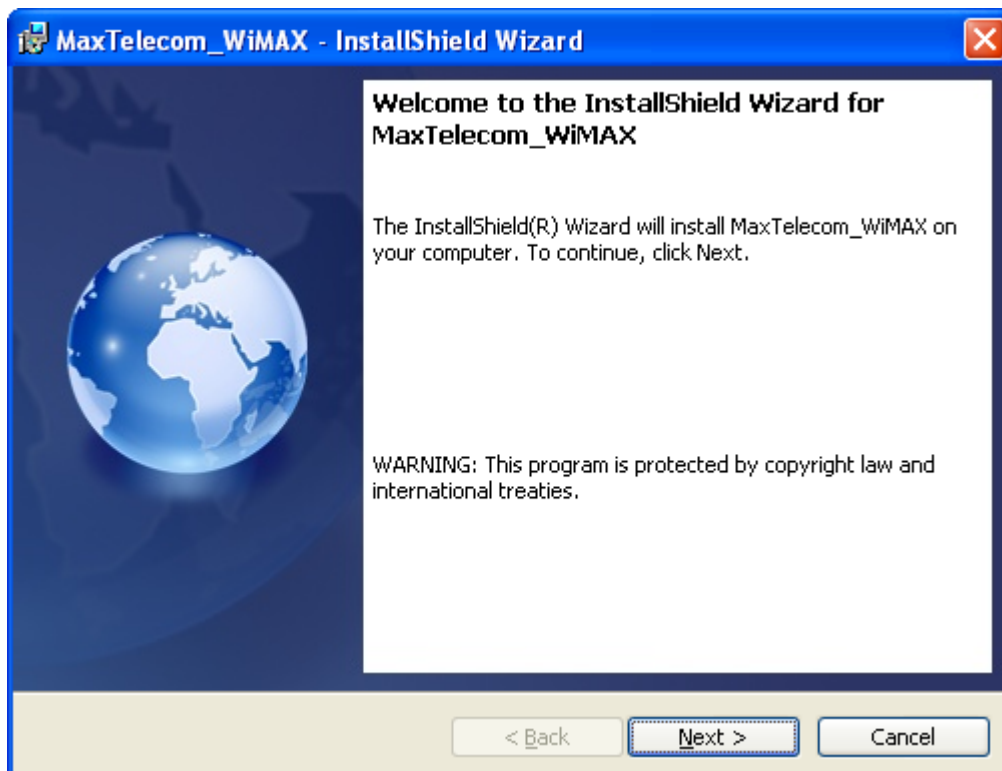 MaxTelecom_WiMAX - InstallShield Wizard
Welcome to the InstallShield Wizard for
MaxTelecom_WiMAX
The InstallShield(R) Wizard will install MaxTelecom_WiMAX on
your computer. To continue, click Next.
WARNING: This program is protected by copyright law and
international treaties.
< Back Next > Cancel